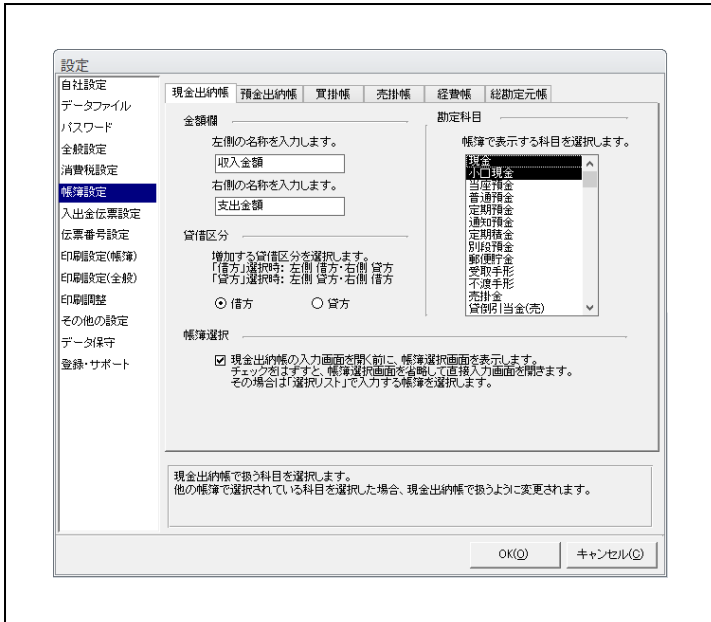 設定
自社設定
データファイル
パスワード
全般設定
消費税設定
帳簿設定
入出金伝票設定
伝票番号設定
印刷設定(帳簿)
印刷設定(全般)
印刷調整
その他の設定
データ保守
登録・サポート
現金出納帳 預金出納帳 買掛帳 売掛帳 経費帳 総勘定元帳
金額欄
左側の名称を入力します。
収入金額
右側の名称を入力します。
支出金額
貸借区分
増加する貸借区分を選択します。
「借方」選択時: 左側 借方・右側 貸方
「貸方」選択時: 左側 貸方・右側 借方
借方 貸方
勘定科目
帳簿で表示する科目を選択します。
現金
小口現金
当座預金
普通預金
定期預金
通知預金
定期積金
別段預金
郵便貯金
受取手形
不渡手形
売掛金
貸倒引当金(売)
帳簿選択
現金出納帳の入力画面を開く前に、帳簿選択画面を表示します。
チェックをはずすと、帳簿選択画面を省略して直接入力画面を開きます。
その場合は「選択リスト」で入力する帳簿を選択します。
現金出納帳で扱う科目を選択します。
他の帳簿で選択されている科目を選択した場合、現金出納帳で扱うように変更されます。
OK(O) キャンセル(C)